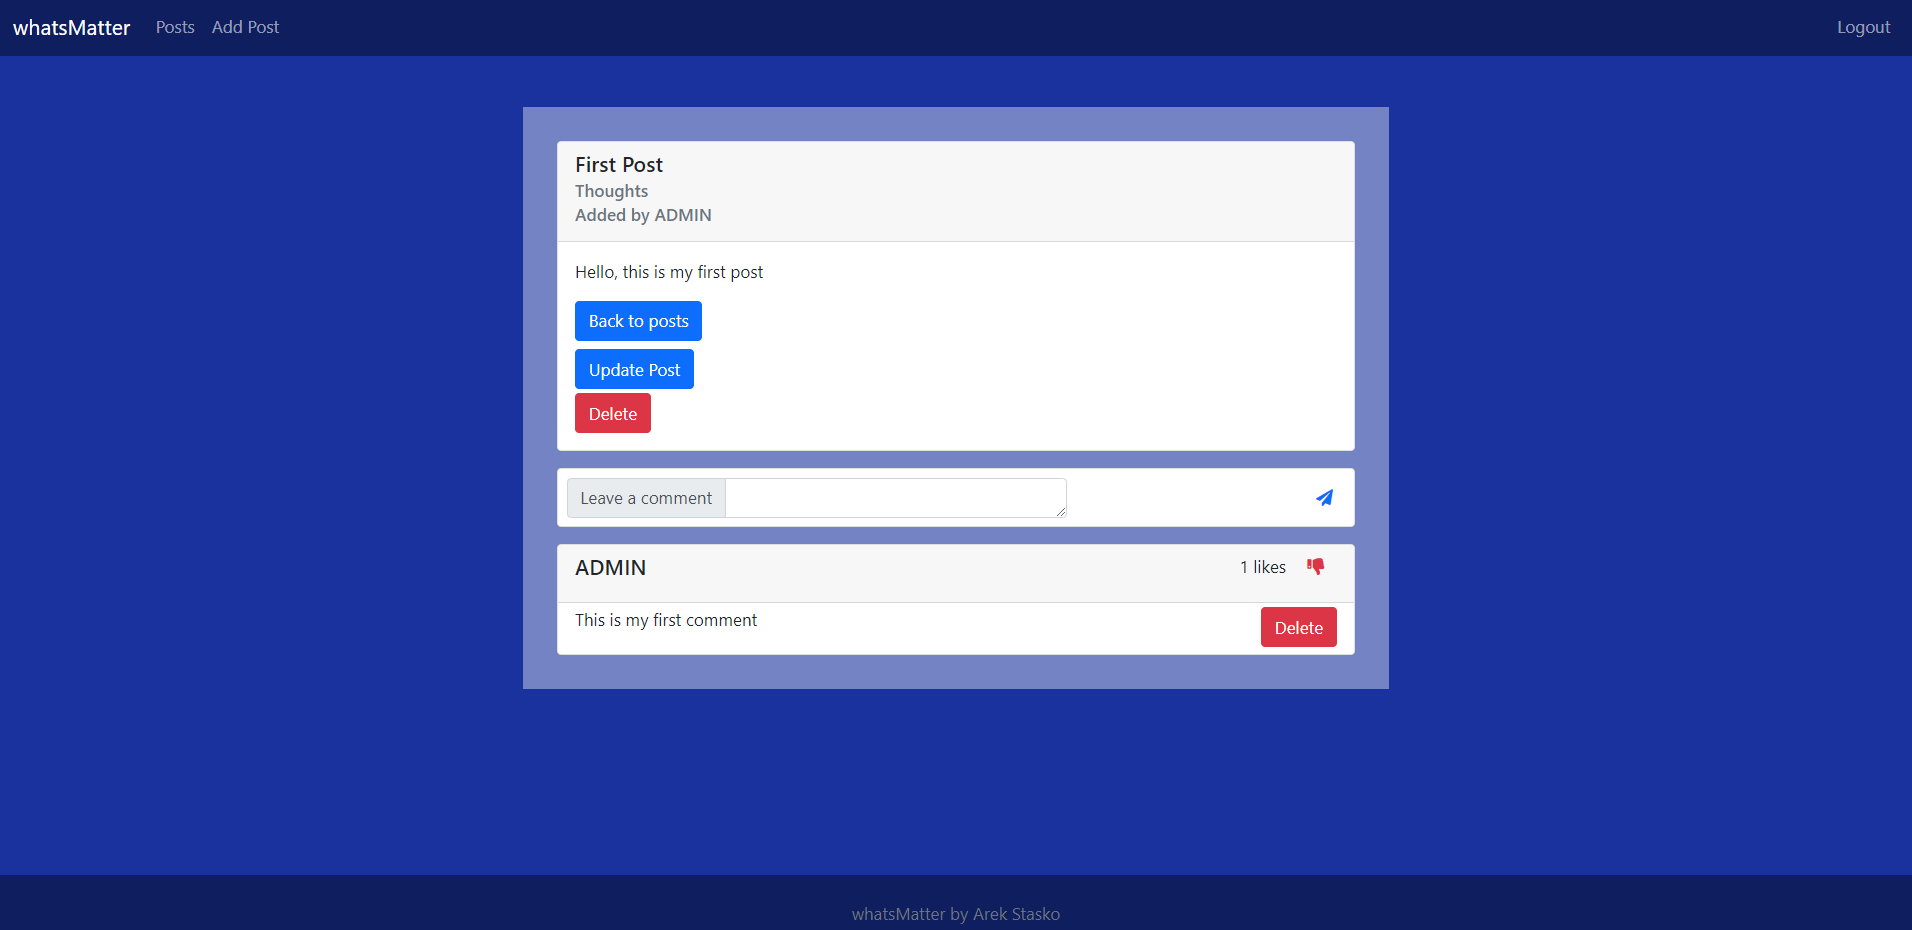 whatsMatter Posts Add Post Logout
First Post
Thoughts
Added by ADMIN
Hello, this is my first post
Back to posts
Update Post
Delete
Leave a comment
ADMIN 1 likes
This is my first comment Delete
whatsMatter by Arek Stasko